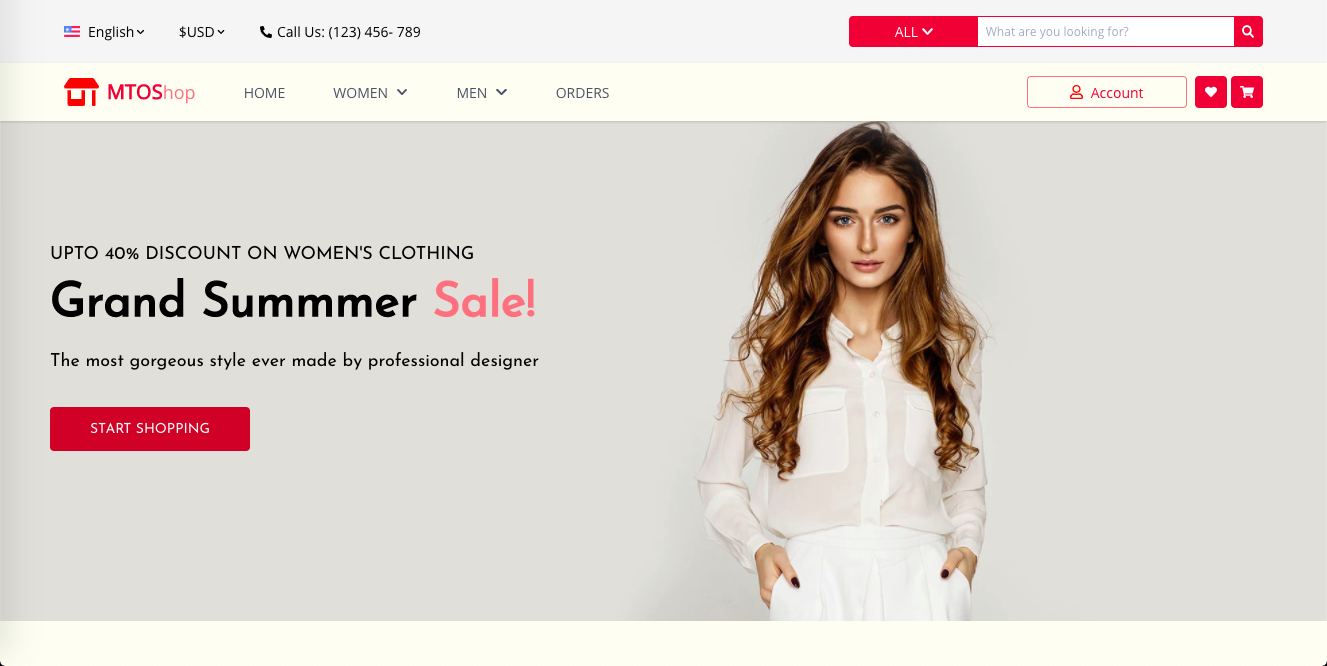 English
$USD
Call Us: (123) 456- 789
ALL
What are you looking for?
MTOSshop
HOME
WOMEN
MEN
ORDERS
Account
UPTO 40% DISCOUNT ON WOMEN'S CLOTHING
Grand Summmer Sale!
The most gorgeous style ever made by professional designer
START SHOPPING